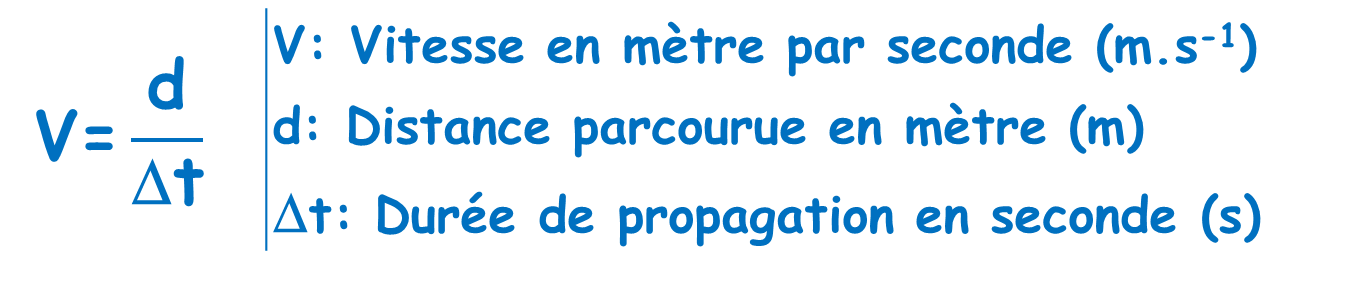 V: Vitesse en mètre par seconde (m.s⁻¹)
V= d/Δt
d: Distance parcourue en mètre (m)
Δt: Durée de propagation en seconde (s)